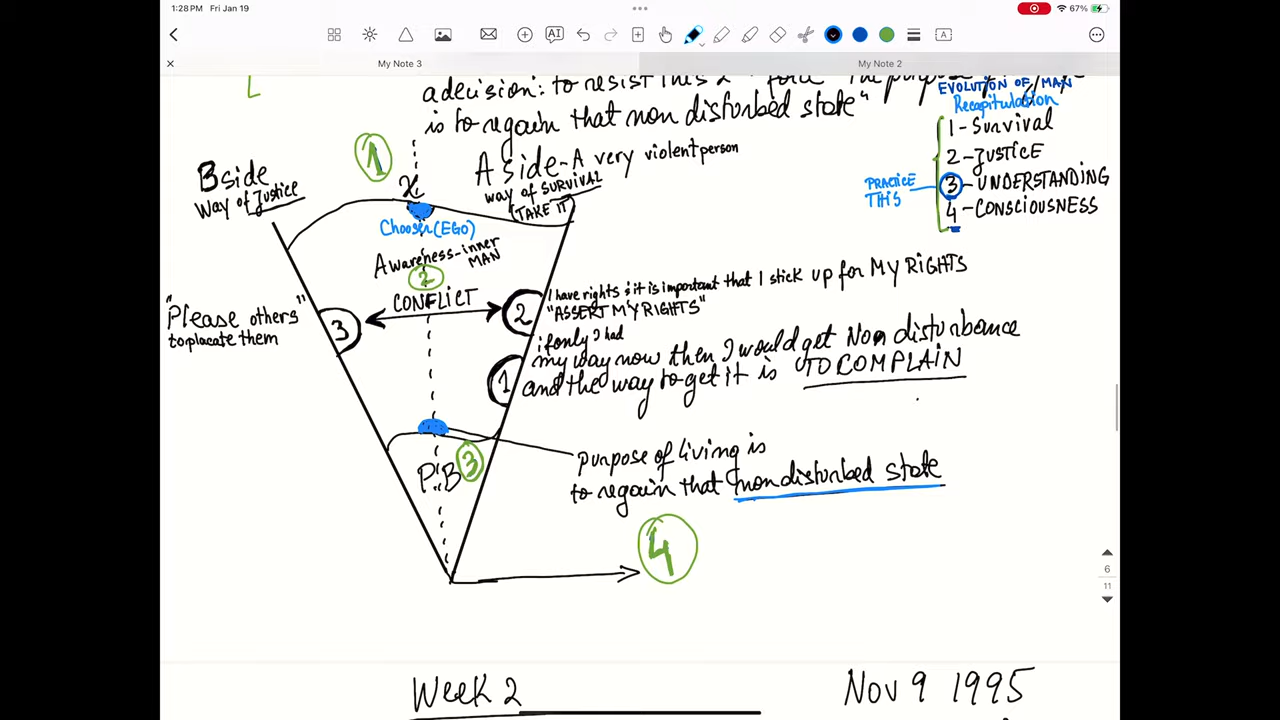 1:28 PM Fri Jan 19
67%
AI
A
My Note 3
My Note 2
a decision: to resist this 2
is to regain that non disturbed state"
EVOLUTION OF MAN
Recapitulation
1-Survival
2-JUSTICE
3-UNDERSTANDING
4-CONSCIOUSNESS
PRACTICE
THIS
1
B side
Way of Justice
X
A side-A very violent person
way of SURVIVAL
(TAKE IT)
Chooser (EGO)
Awareness-inner
MAN
2
CONFLICT
"Please others"
to placate them
3
2
I have rights & it is important that I stick up for MY RIGHTS
"ASSERT MY RIGHTS"
1
if only I had
my way now then I would get Non disturbance
and the way to get it is TO COMPLAIN
P.B
3
purpose of living is
to regain that nondisturbed state
4
6
11
Week 2
Nov 9 1995